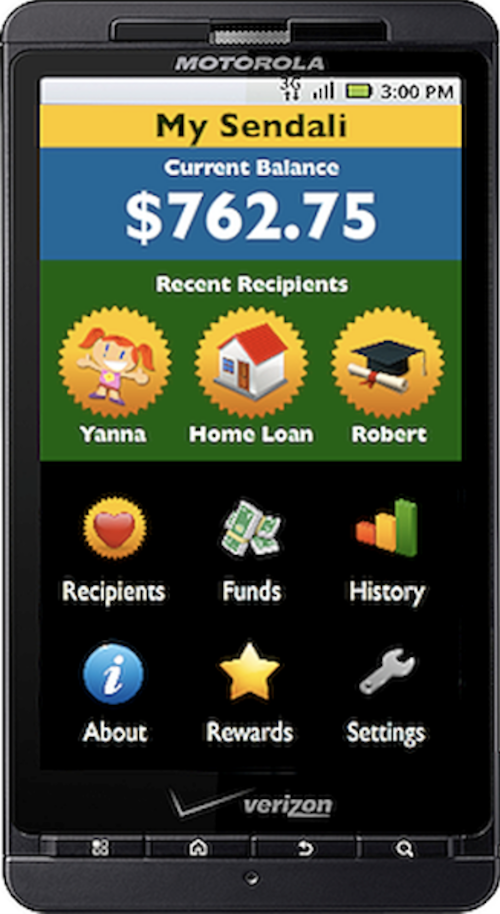 MOTOROLA
3G 3:00 PM
My Sendali
Current Balance
$762.75
Recent Recipients
Yanna Home Loan Robert
Recipients Funds History
About Rewards Settings
verizon